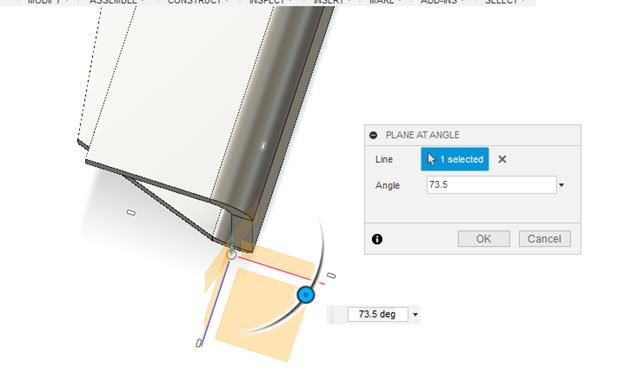 MODIFY ASSEMBLE CONSTRUCT INSPECT INSERT MAKE ADD-INS SELECT
PLANE AT ANGLE
Line 1 selected
Angle 73.5
OK Cancel
73.5 deg